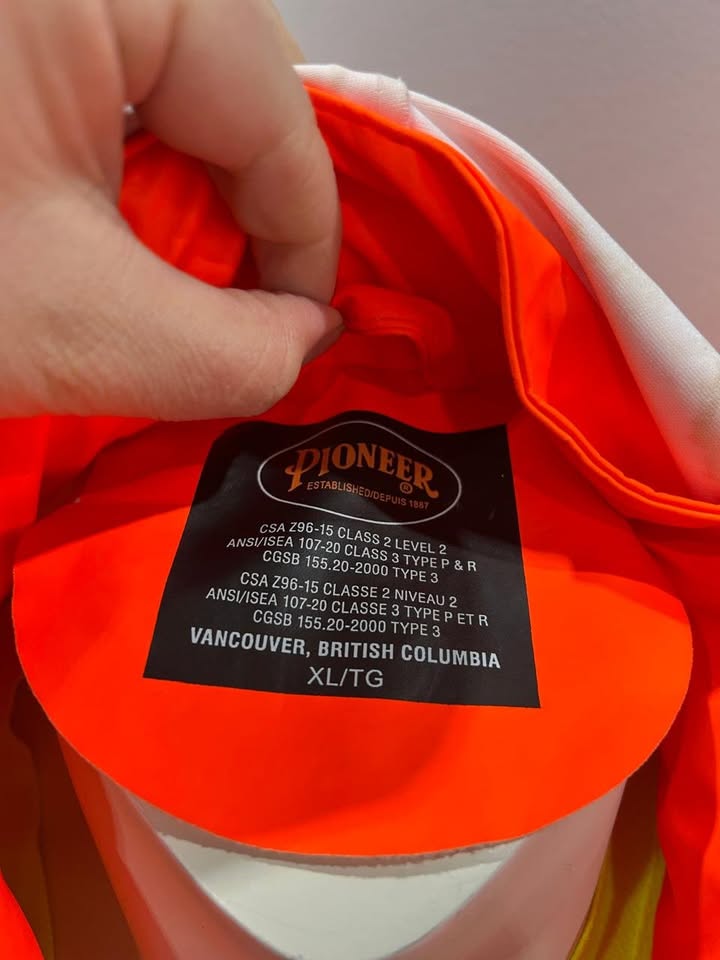 PIONEER®
ESTABLISHED/DEPUIS 1887
CSA Z96-15 CLASS 2 LEVEL 2
ANSI/ISEA 107-20 CLASS 3 TYPE P & R
CGSB 155.20-2000 TYPE 3
CSA Z96-15 CLASSE 2 NIVEAU 2
ANSI/ISEA 107-20 CLASSE 3 TYPE P ET R
CGSB 155.20-2000 TYPE 3
VANCOUVER, BRITISH COLUMBIA
XL/TG